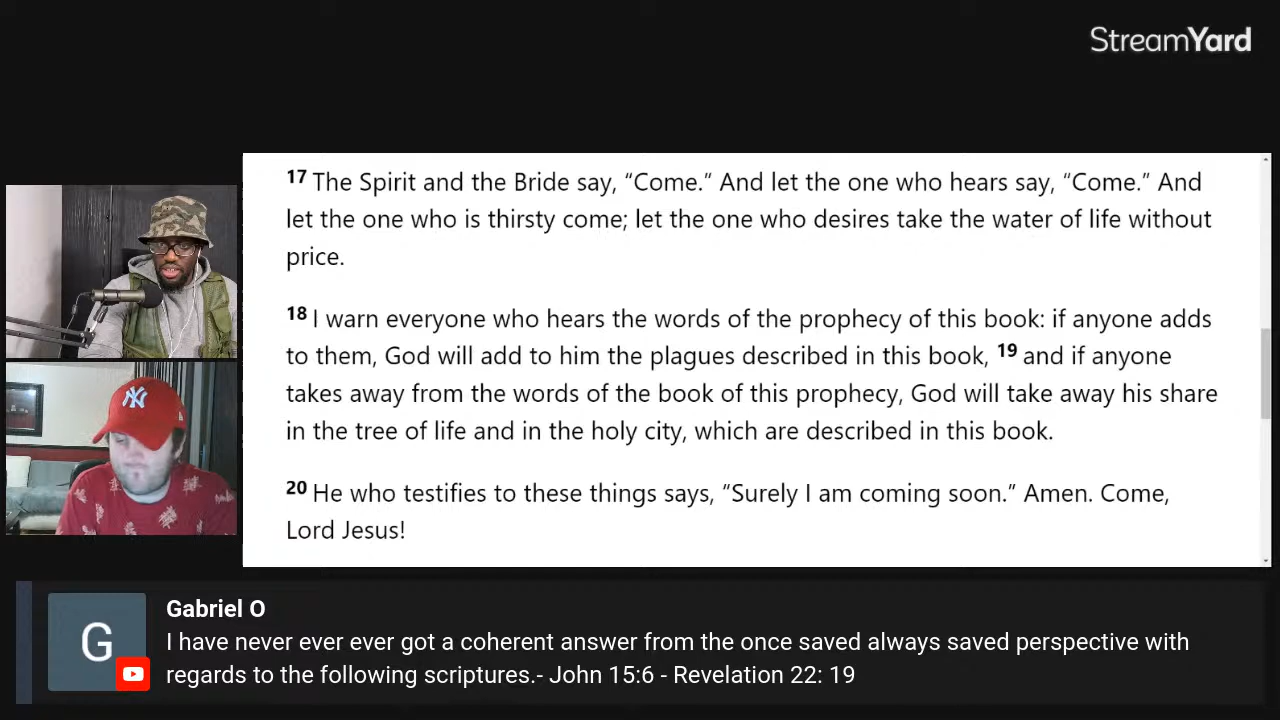 StreamYard
17 The Spirit and the Bride say, “Come.” And let the one who hears say, “Come.” And
let the one who is thirsty come; let the one who desires take the water of life without
price.
18 I warn everyone who hears the words of the prophecy of this book: if anyone adds
to them, God will add to him the plagues described in this book, 19 and if anyone
takes away from the words of the book of this prophecy, God will take away his share
in the tree of life and in the holy city, which are described in this book.
20 He who testifies to these things says, “Surely I am coming soon.” Amen. Come,
Lord Jesus!
NY
G
Gabriel O
I have never ever ever got a coherent answer from the once saved always saved perspective with
regards to the following scriptures.- John 15:6 - Revelation 22: 19